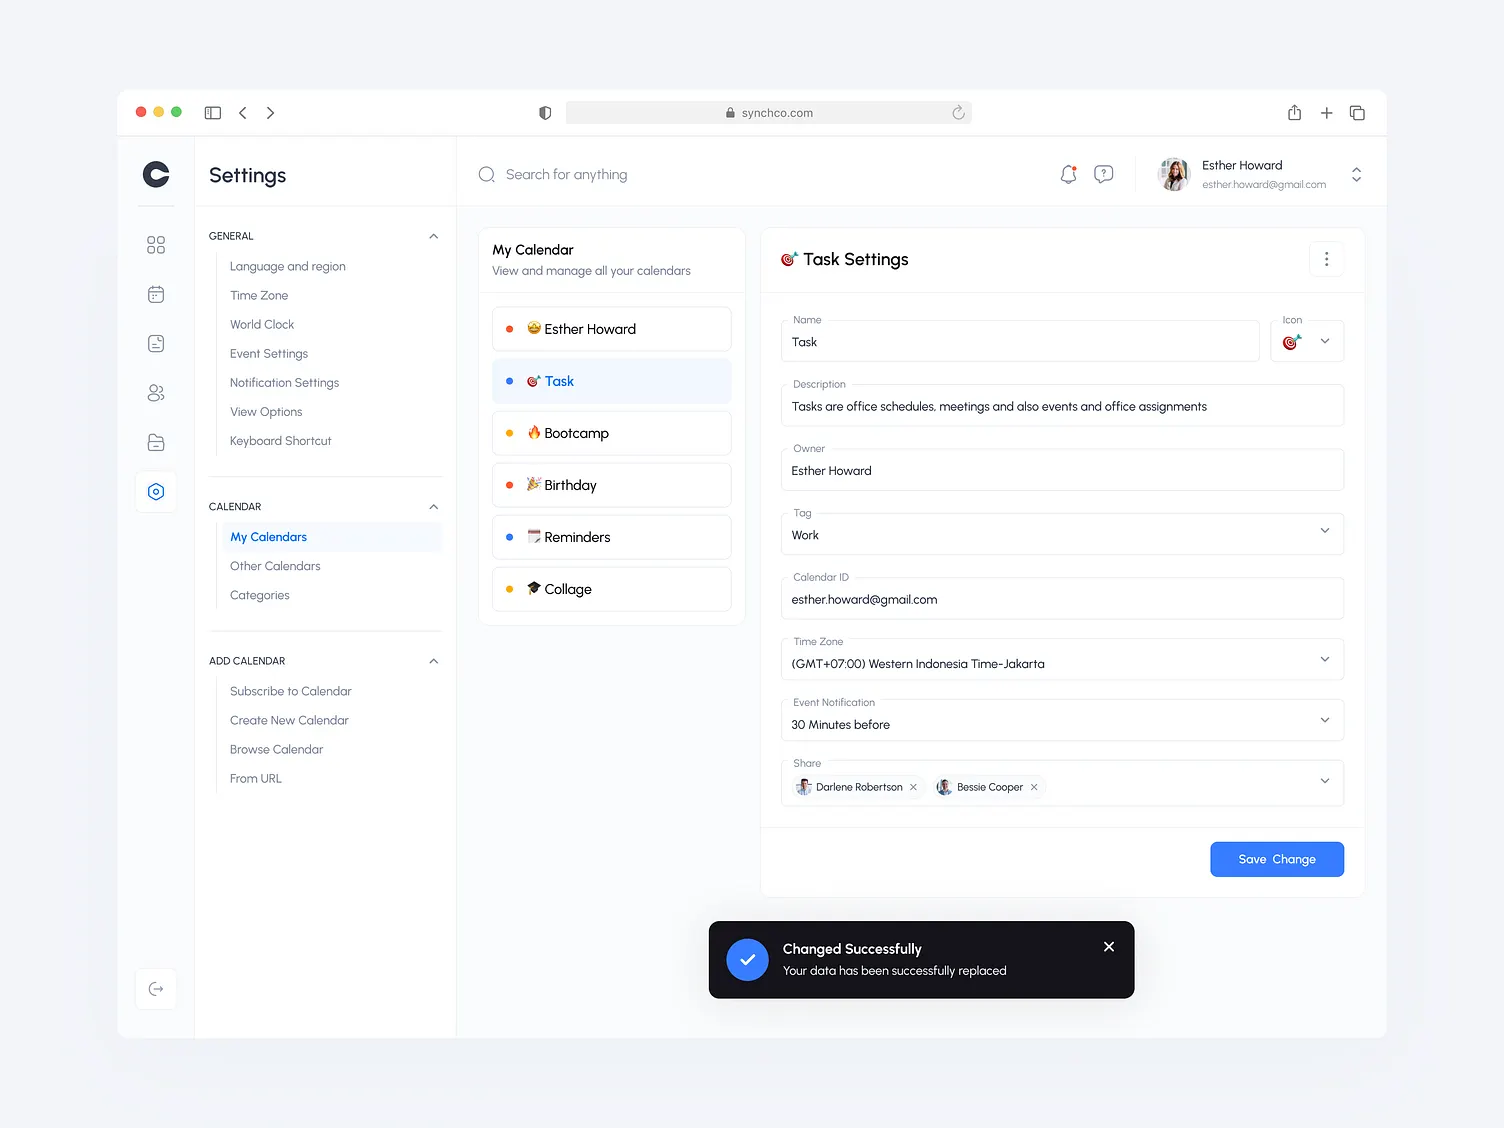 synchco.com
Settings
Search for anything
Esther Howard
esther.howard@gmail.com
GENERAL
Language and region
Time Zone
World Clock
Event Settings
Notification Settings
View Options
Keyboard Shortcut
CALENDAR
My Calendars
Other Calendars
Categories
ADD CALENDAR
Subscribe to Calendar
Create New Calendar
Browse Calendar
From URL
My Calendar
View and manage all your calendars
Esther Howard
Task
Bootcamp
Birthday
Reminders
Collage
Task Settings
Name
Task
Icon
Description
Tasks are office schedules, meetings and also events and office assignments
Owner
Esther Howard
Tag
Work
Calendar ID
esther.howard@gmail.com
Time Zone
(GMT+07:00) Western Indonesia Time-Jakarta
Event Notification
30 Minutes before
Share
Darlene Robertson
Bessie Cooper
Save Change
Changed Successfully
Your data has been successfully replaced